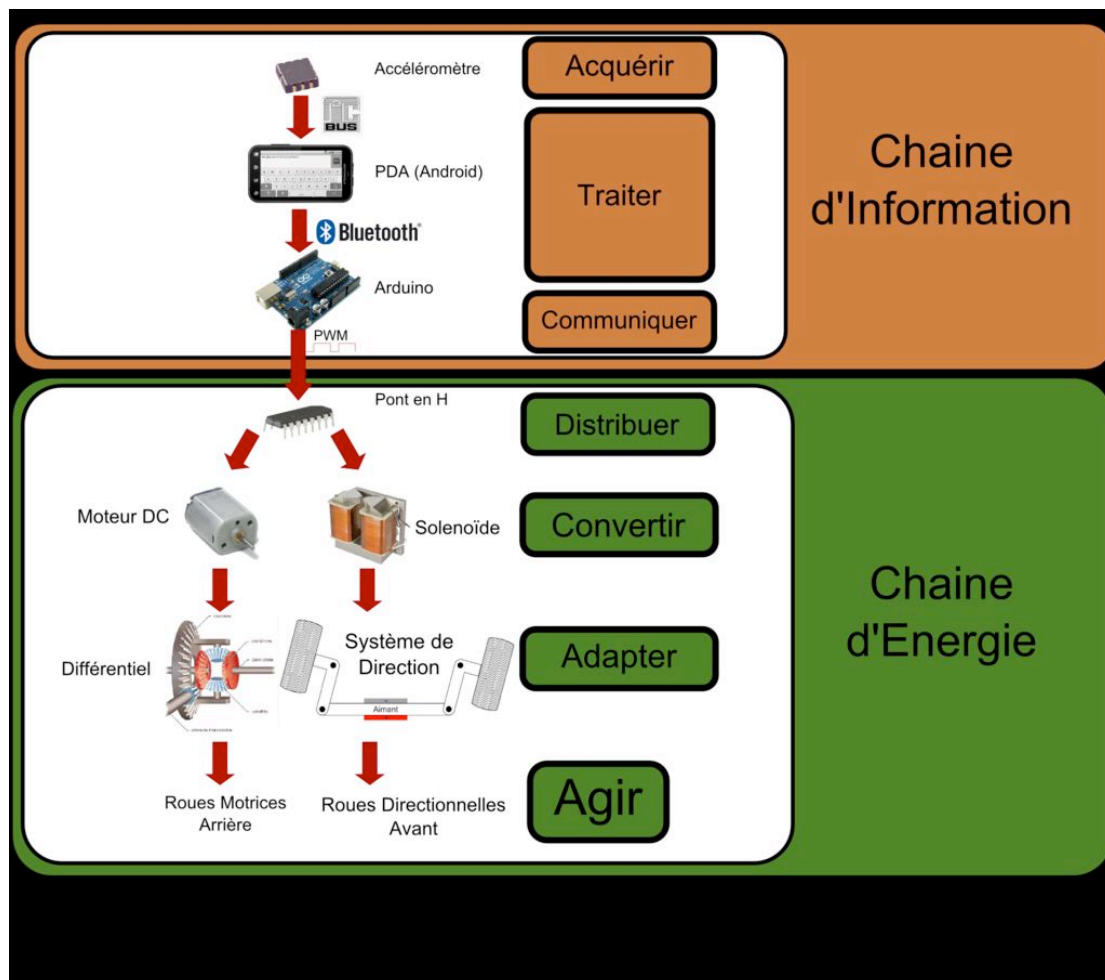 Accéléromètre
Acquérir
BUS
PDA (Android)
Traiter
Chaine
d'Information
Bluetooth®
Arduino
Communiquer
PWM
Pont en H
Distribuer
Moteur DC
Solenoïde
Convertir
Chaine
d'Energie
Différentiel
Système de
Direction
Adapter
Aimant
Roues Motrices
Arrière
Roues Directionnelles
Avant
Agir